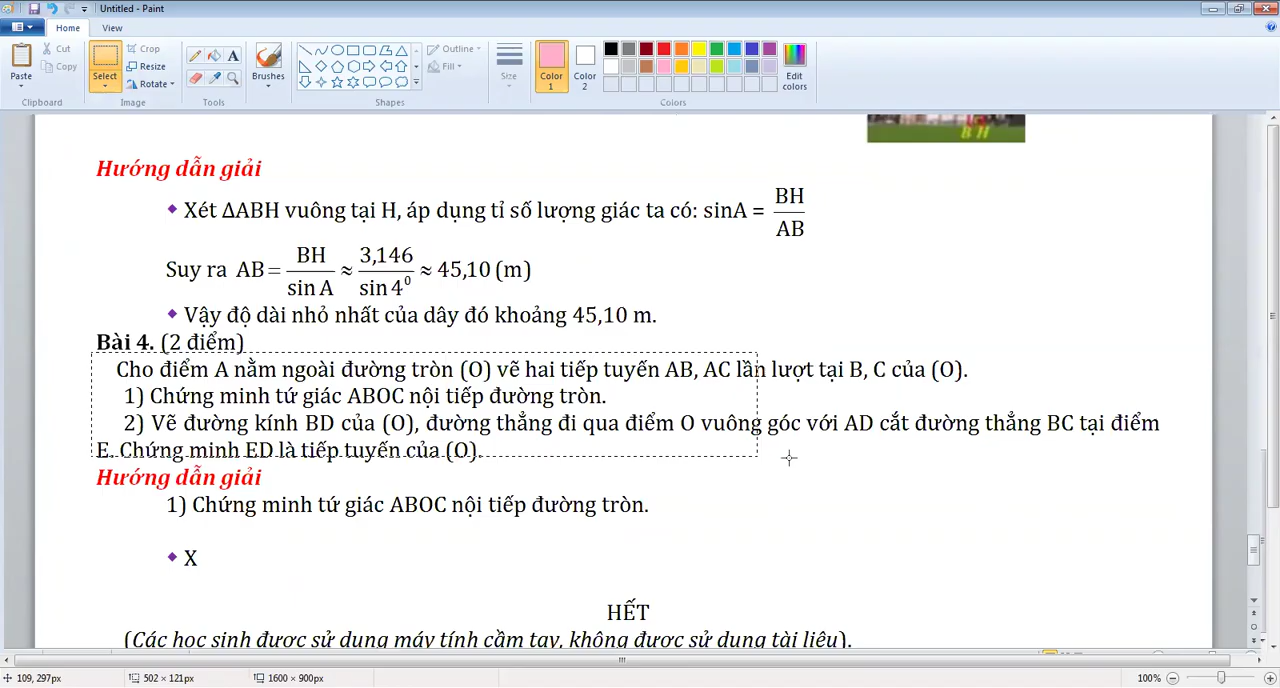 Untitled - Paint
Home View
Paste Cut Copy Clipboard
Select Crop Resize Rotate Image
Tools
Brushes
Outline Fill Shapes
Size
Color 1
Color 2
Edit colors
Colors
B H
Hướng dẫn giải
Xét ΔABH vuông tại H, áp dụng tỉ số lượng giác ta có: sinA = BH/AB
Suy ra AB = BH/sin A ≈ 3,146/sin 4⁰ ≈ 45,10 (m)
Vậy độ dài nhỏ nhất của dây đó khoảng 45,10 m.
Bài 4. (2 điểm)
Cho điểm A nằm ngoài đường tròn (O) vẽ hai tiếp tuyến AB, AC lần lượt tại B, C của (O).
1) Chứng minh tứ giác ABOC nội tiếp đường tròn.
2) Vẽ đường kính BD của (O), đường thẳng đi qua điểm O vuông góc với AD cắt đường thẳng BC tại điểm
E. Chứng minh ED là tiếp tuyến của (O).
Hướng dẫn giải
1) Chứng minh tứ giác ABOC nội tiếp đường tròn.
X
HẾT
(Các học sinh được sử dụng máy tính cầm tay, không được sử dụng tài liệu).
109, 297px 502 × 121px 1600 × 900px 100%